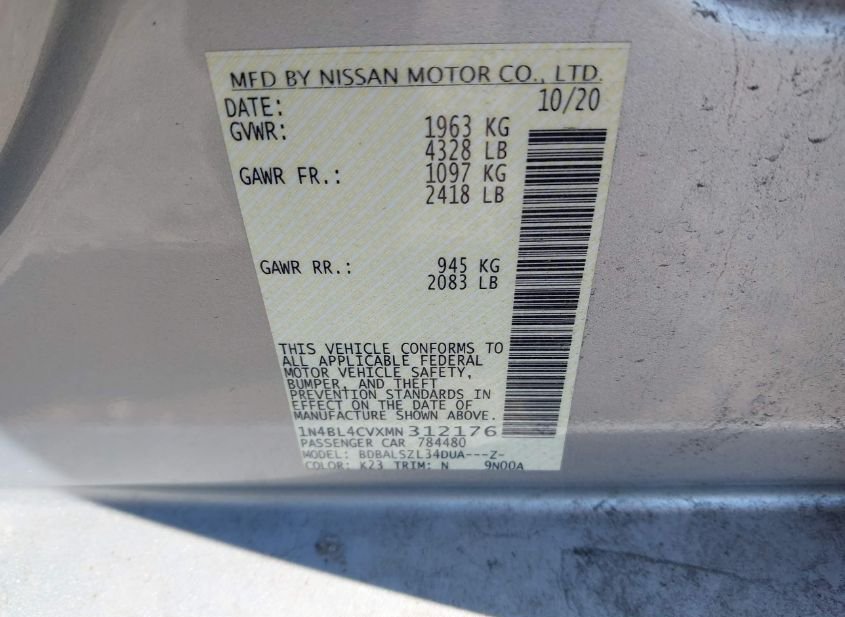 MFD BY NISSAN MOTOR CO., LTD.
DATE: 10/20
GVWR: 1963 KG
4328 LB
GAWR FR.: 1097 KG
2418 LB
GAWR RR.: 945 KG
2083 LB
THIS VEHICLE CONFORMS TO
ALL APPLICABLE FEDERAL
MOTOR VEHICLE SAFETY,
BUMPER, AND THEFT
PREVENTION STANDARDS IN
EFFECT ON THE DATE OF
MANUFACTURE SHOWN ABOVE.
1N4BL4CVXMN312176
PASSENGER CAR 784480
MODEL: BDBALSZL34DUA---Z-
COLOR: K23 TRIM: N 9N00A